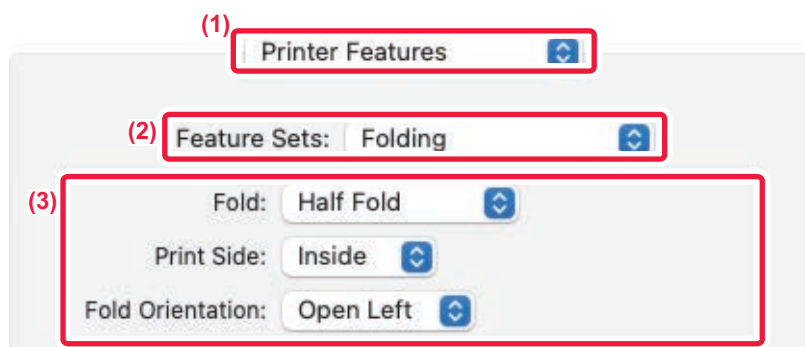 (1)
Printer Features
(2) Feature Sets: Folding
(3) Fold: Half Fold
Print Side: Inside
Fold Orientation: Open Left